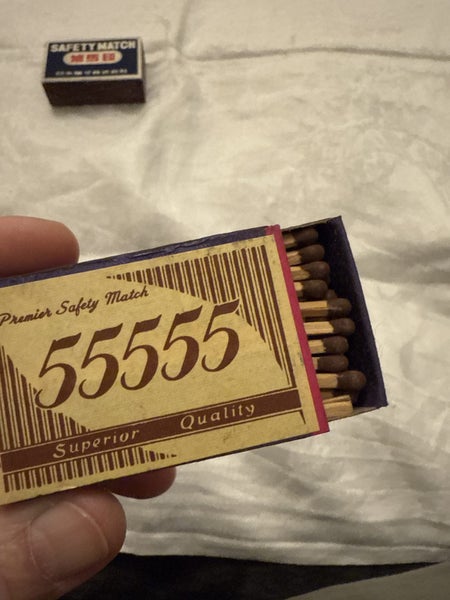 SAFETY MATCH
Premier Safety Match
55555
Superior Quality